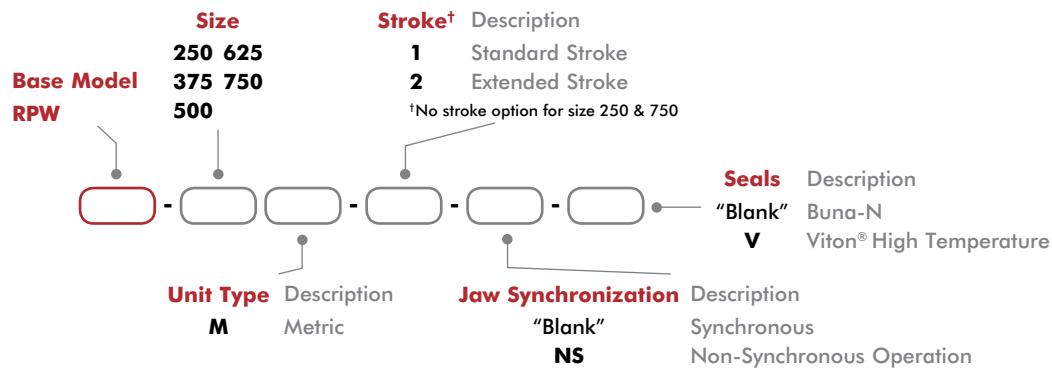 Size
250 625
375 750
500
Base Model
RPW
Stroke† Description
1 Standard Stroke
2 Extended Stroke
†No stroke option for size 250 & 750
- - - -
Seals Description
“Blank” Buna-N
V Viton® High Temperature
Unit Type Description
M Metric
Jaw Synchronization Description
“Blank” Synchronous
NS Non-Synchronous Operation